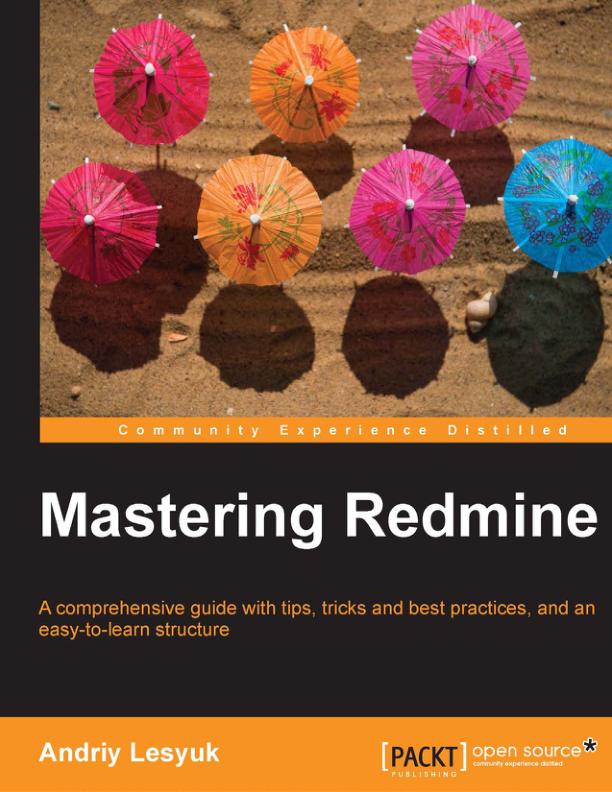 Community Experience Distilled
Mastering Redmine
A comprehensive guide with tips, tricks and best practices, and an
easy-to-learn structure
Andriy Lesyuk
[PACKT] open source*
PUBLISHING community experience distilled